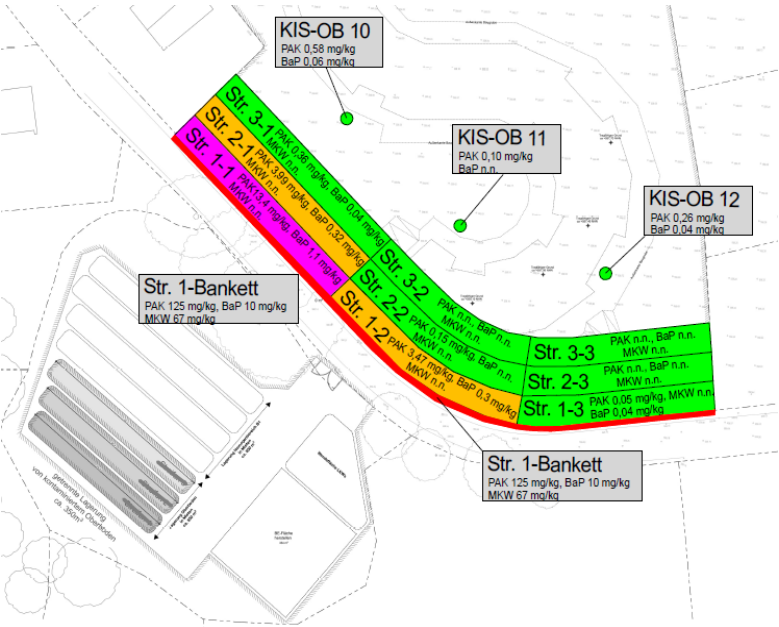 KIS-OB 10
PAK 0,58 mg/kg
BaP 0,06 mg/kg
KIS-OB 11
PAK 0,10 mg/kg
BaP n.n.
KIS-OB 12
PAK 0,26 mg/kg
BaP 0,04 mg/kg
Str. 3-1 PAK 0,36 mg/kg, BaP 0,04 mg/kg
MKW n.n.
Str. 2-1 PAK 3,99 mg/kg, BaP 0,32 mg/kg
MKW n.n.
Str. 1-1 PAK13,4 mg/kg, BaP 1,1 mg/kg
MKW n.n.
Str. 3-2 PAK n.n., BaP n.n.
MKW n.n.
Str. 2-2 PAK 0,15 mg/kg, BaP n.n.
MKW n.n.
Str. 1-2 PAK 3,47 mg/kg, BaP 0,3 mg/kg
MKW n.n.
Str. 3-3 PAK n.n., BaP n.n.
MKW n.n.
Str. 2-3 PAK n.n., BaP n.n.
MKW n.n.
Str. 1-3 PAK 0,05 mg/kg, MKW n.n.
BaP 0,04 mg/kg
Str. 1-Bankett
PAK 125 mg/kg, BaP 10 mg/kg
MKW 67 mg/kg
Str. 1-Bankett
PAK 125 mg/kg, BaP 10 mg/kg
MKW 67 mg/kg
getrennte Lagerung
von kontaminiertem Oberboden
ca. 350m²